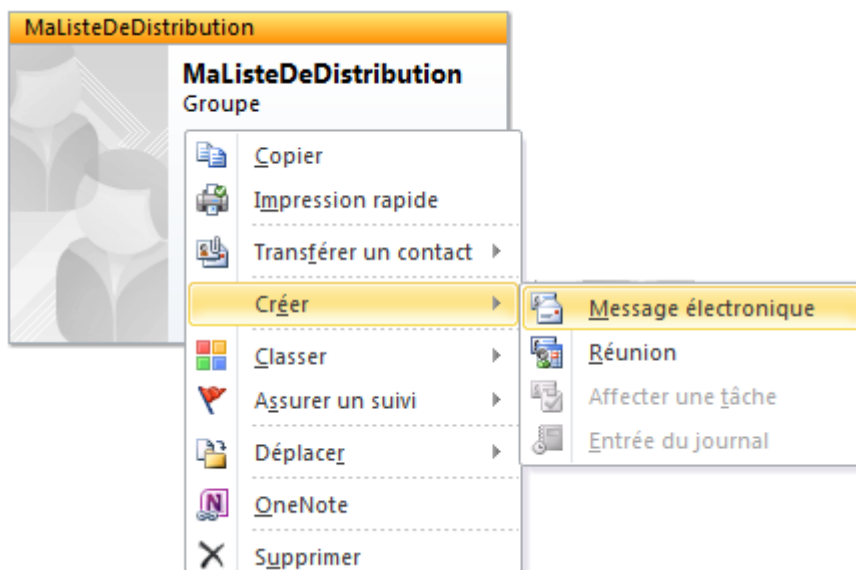 MaListeDeDistribution
MaListeDeDistribution
Groupe
Copier
Impression rapide
Transférer un contact
Créer
Message électronique
Réunion
Classer
Affecter une tâche
Assurer un suivi
Entrée du journal
Déplacer
OneNote
Supprimer